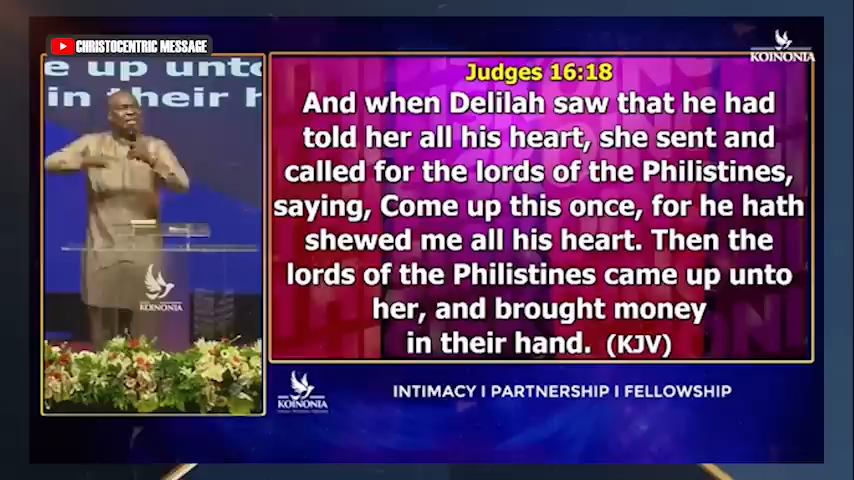 CHRISTOCENTRIC MESSAGE
KOINONIA
e up unto
in their h
KOINONIA
Judges 16:18
And when Delilah saw that he had
told her all his heart, she sent and
called for the lords of the Philistines,
saying, Come up this once, for he hath
shewed me all his heart. Then the
lords of the Philistines came up unto
her, and brought money
in their hand. (KJV)
KOINONIA
INTIMACY I PARTNERSHIP I FELLOWSHIP